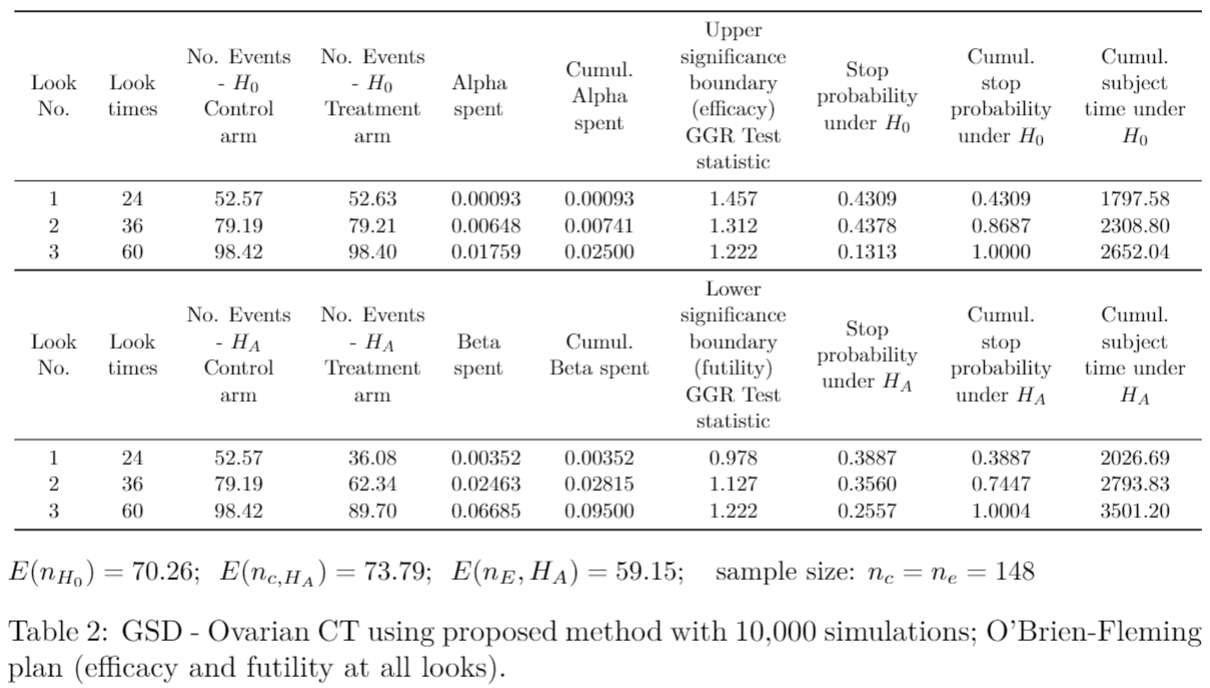 Look No. Look times No. Events - H₀ Control arm No. Events - H₀ Treatment arm Alpha spent Cumul. Alpha spent Upper significance boundary (efficacy) GGR Test statistic Stop probability under H₀ Cumul. stop probability under H₀ Cumul. subject time under H₀
1 24 52.57 52.63 0.00093 0.00093 1.457 0.4309 0.4309 1797.58
2 36 79.19 79.21 0.00648 0.00741 1.312 0.4378 0.8687 2308.80
3 60 98.42 98.40 0.01759 0.02500 1.222 0.1313 1.0000 2652.04
Look No. Look times No. Events - H_A Control arm No. Events - H_A Treatment arm Beta spent Cumul. Beta spent Lower significance boundary (futility) GGR Test statistic Stop probability under H_A Cumul. stop probability under H_A Cumul. subject time under H_A
1 24 52.57 36.08 0.00352 0.00352 0.978 0.3887 0.3887 2026.69
2 36 79.19 62.34 0.02463 0.02815 1.127 0.3560 0.7447 2793.83
3 60 98.42 89.70 0.06685 0.09500 1.222 0.2557 1.0004 3501.20
E(n_{H₀}) = 70.26; E(n_{c,H_A}) = 73.79; E(n_E, H_A) = 59.15; sample size: n_c = n_e = 148
Table 2: GSD - Ovarian CT using proposed method with 10,000 simulations; O'Brien-Fleming
plan (efficacy and futility at all looks).